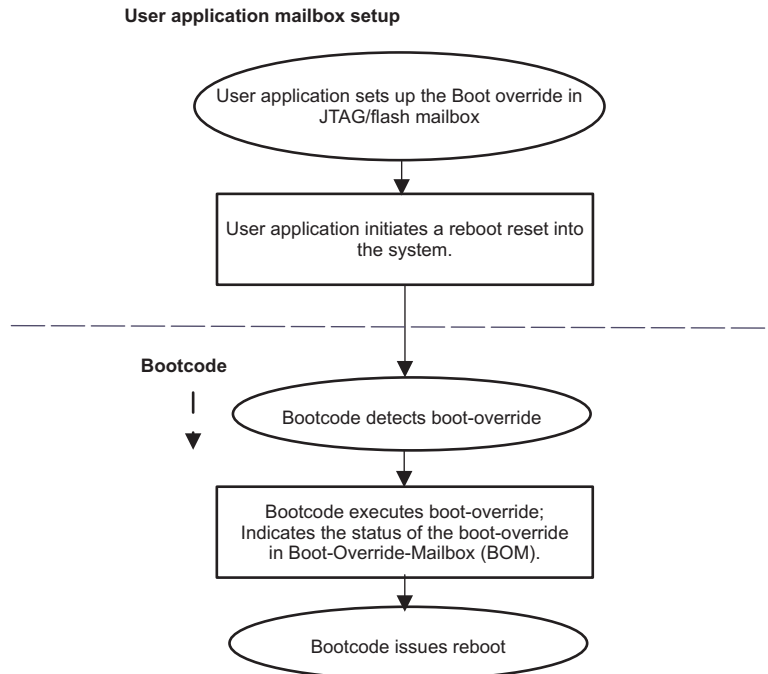 User application mailbox setup
User application sets up the Boot override in
JTAG/flash mailbox
User application initiates a reboot reset into
the system.
Bootcode
Bootcode detects boot-override
Bootcode executes boot-override;
Indicates the status of the boot-override
in Boot-Override-Mailbox (BOM).
Bootcode issues reboot